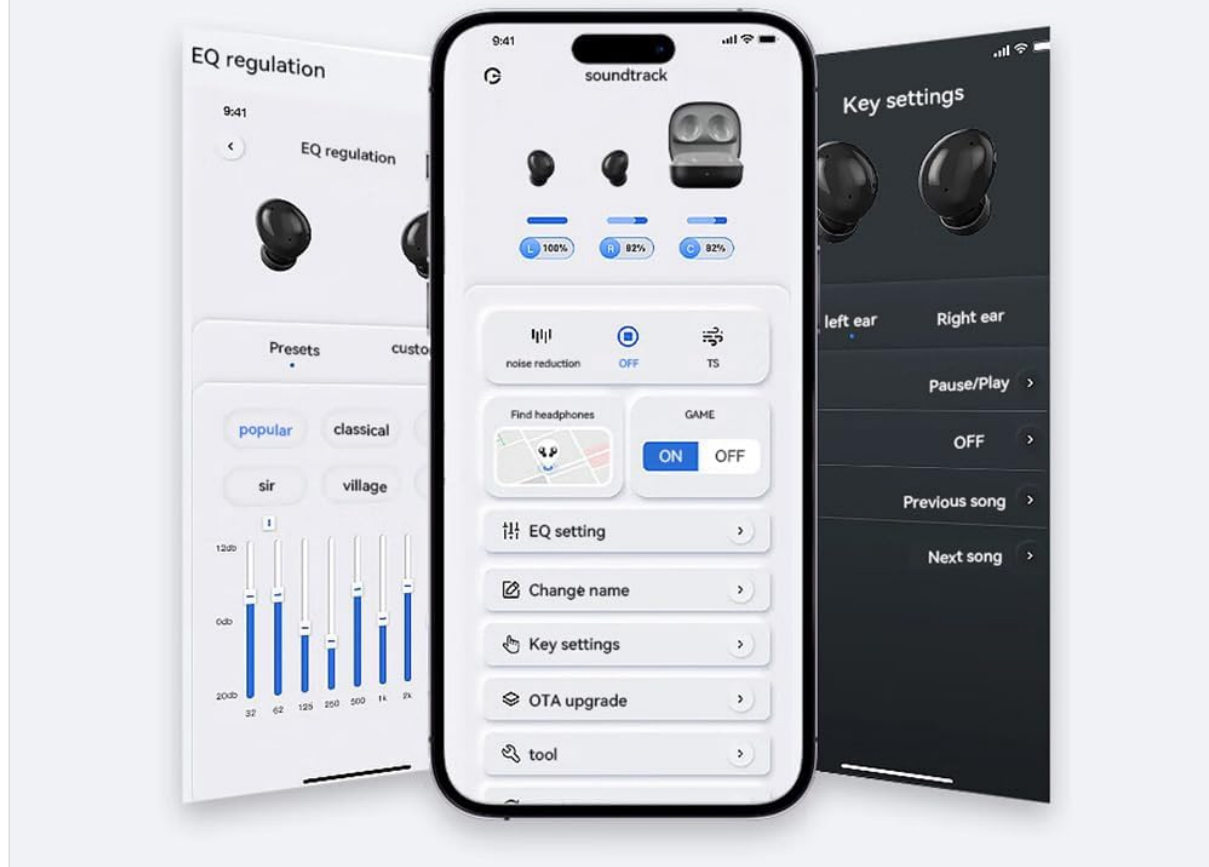 EQ regulation
9:41
EQ regulation
Presets
custo
popular
classical
sir
village
12db
0db
20db
32 62 125 250 500 1k 2k
9:41
soundtrack
L 100%
R 82%
C 82%
noise reduction
OFF
TS
Find headphones
GAME
ON OFF
EQ setting
Change name
Key settings
OTA upgrade
tool
Key settings
left ear
Right ear
Pause/Play
OFF
Previous song
Next song